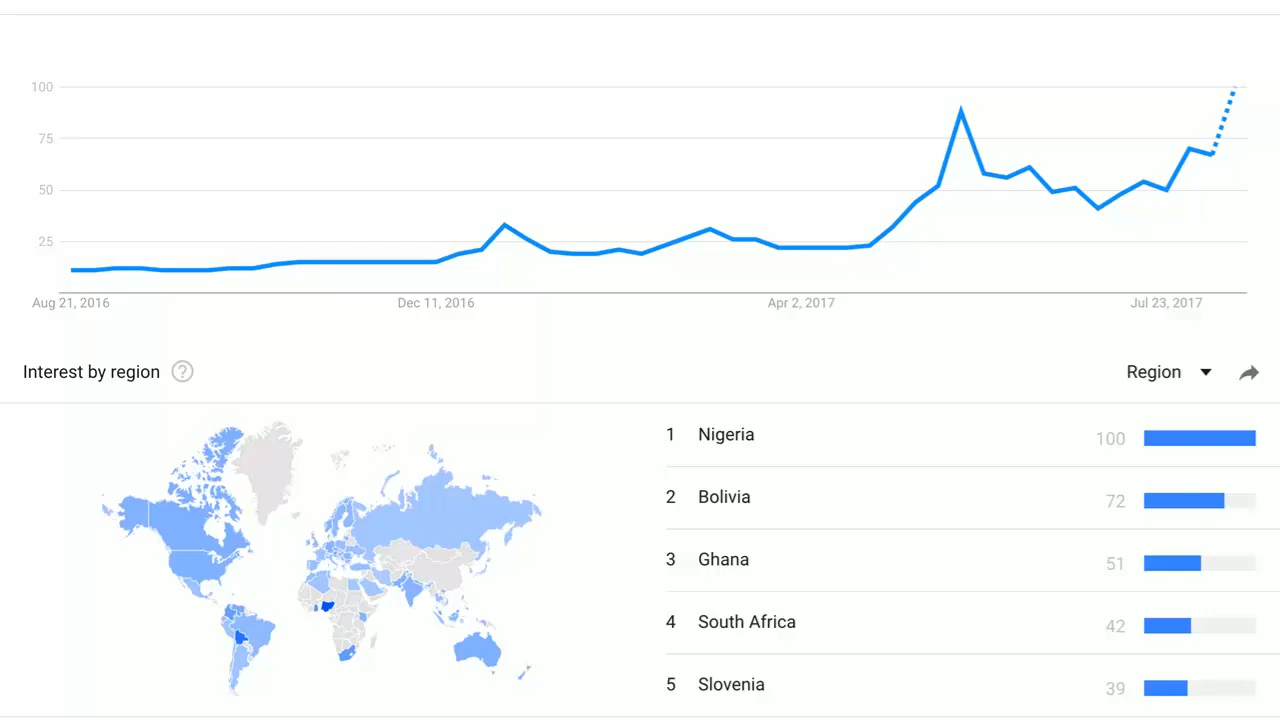 100
75
50
25
Aug 21, 2016 Dec 11, 2016 Apr 2, 2017 Jul 23, 2017
Interest by region ? Region
1 Nigeria 100
2 Bolivia 72
3 Ghana 51
4 South Africa 42
5 Slovenia 39